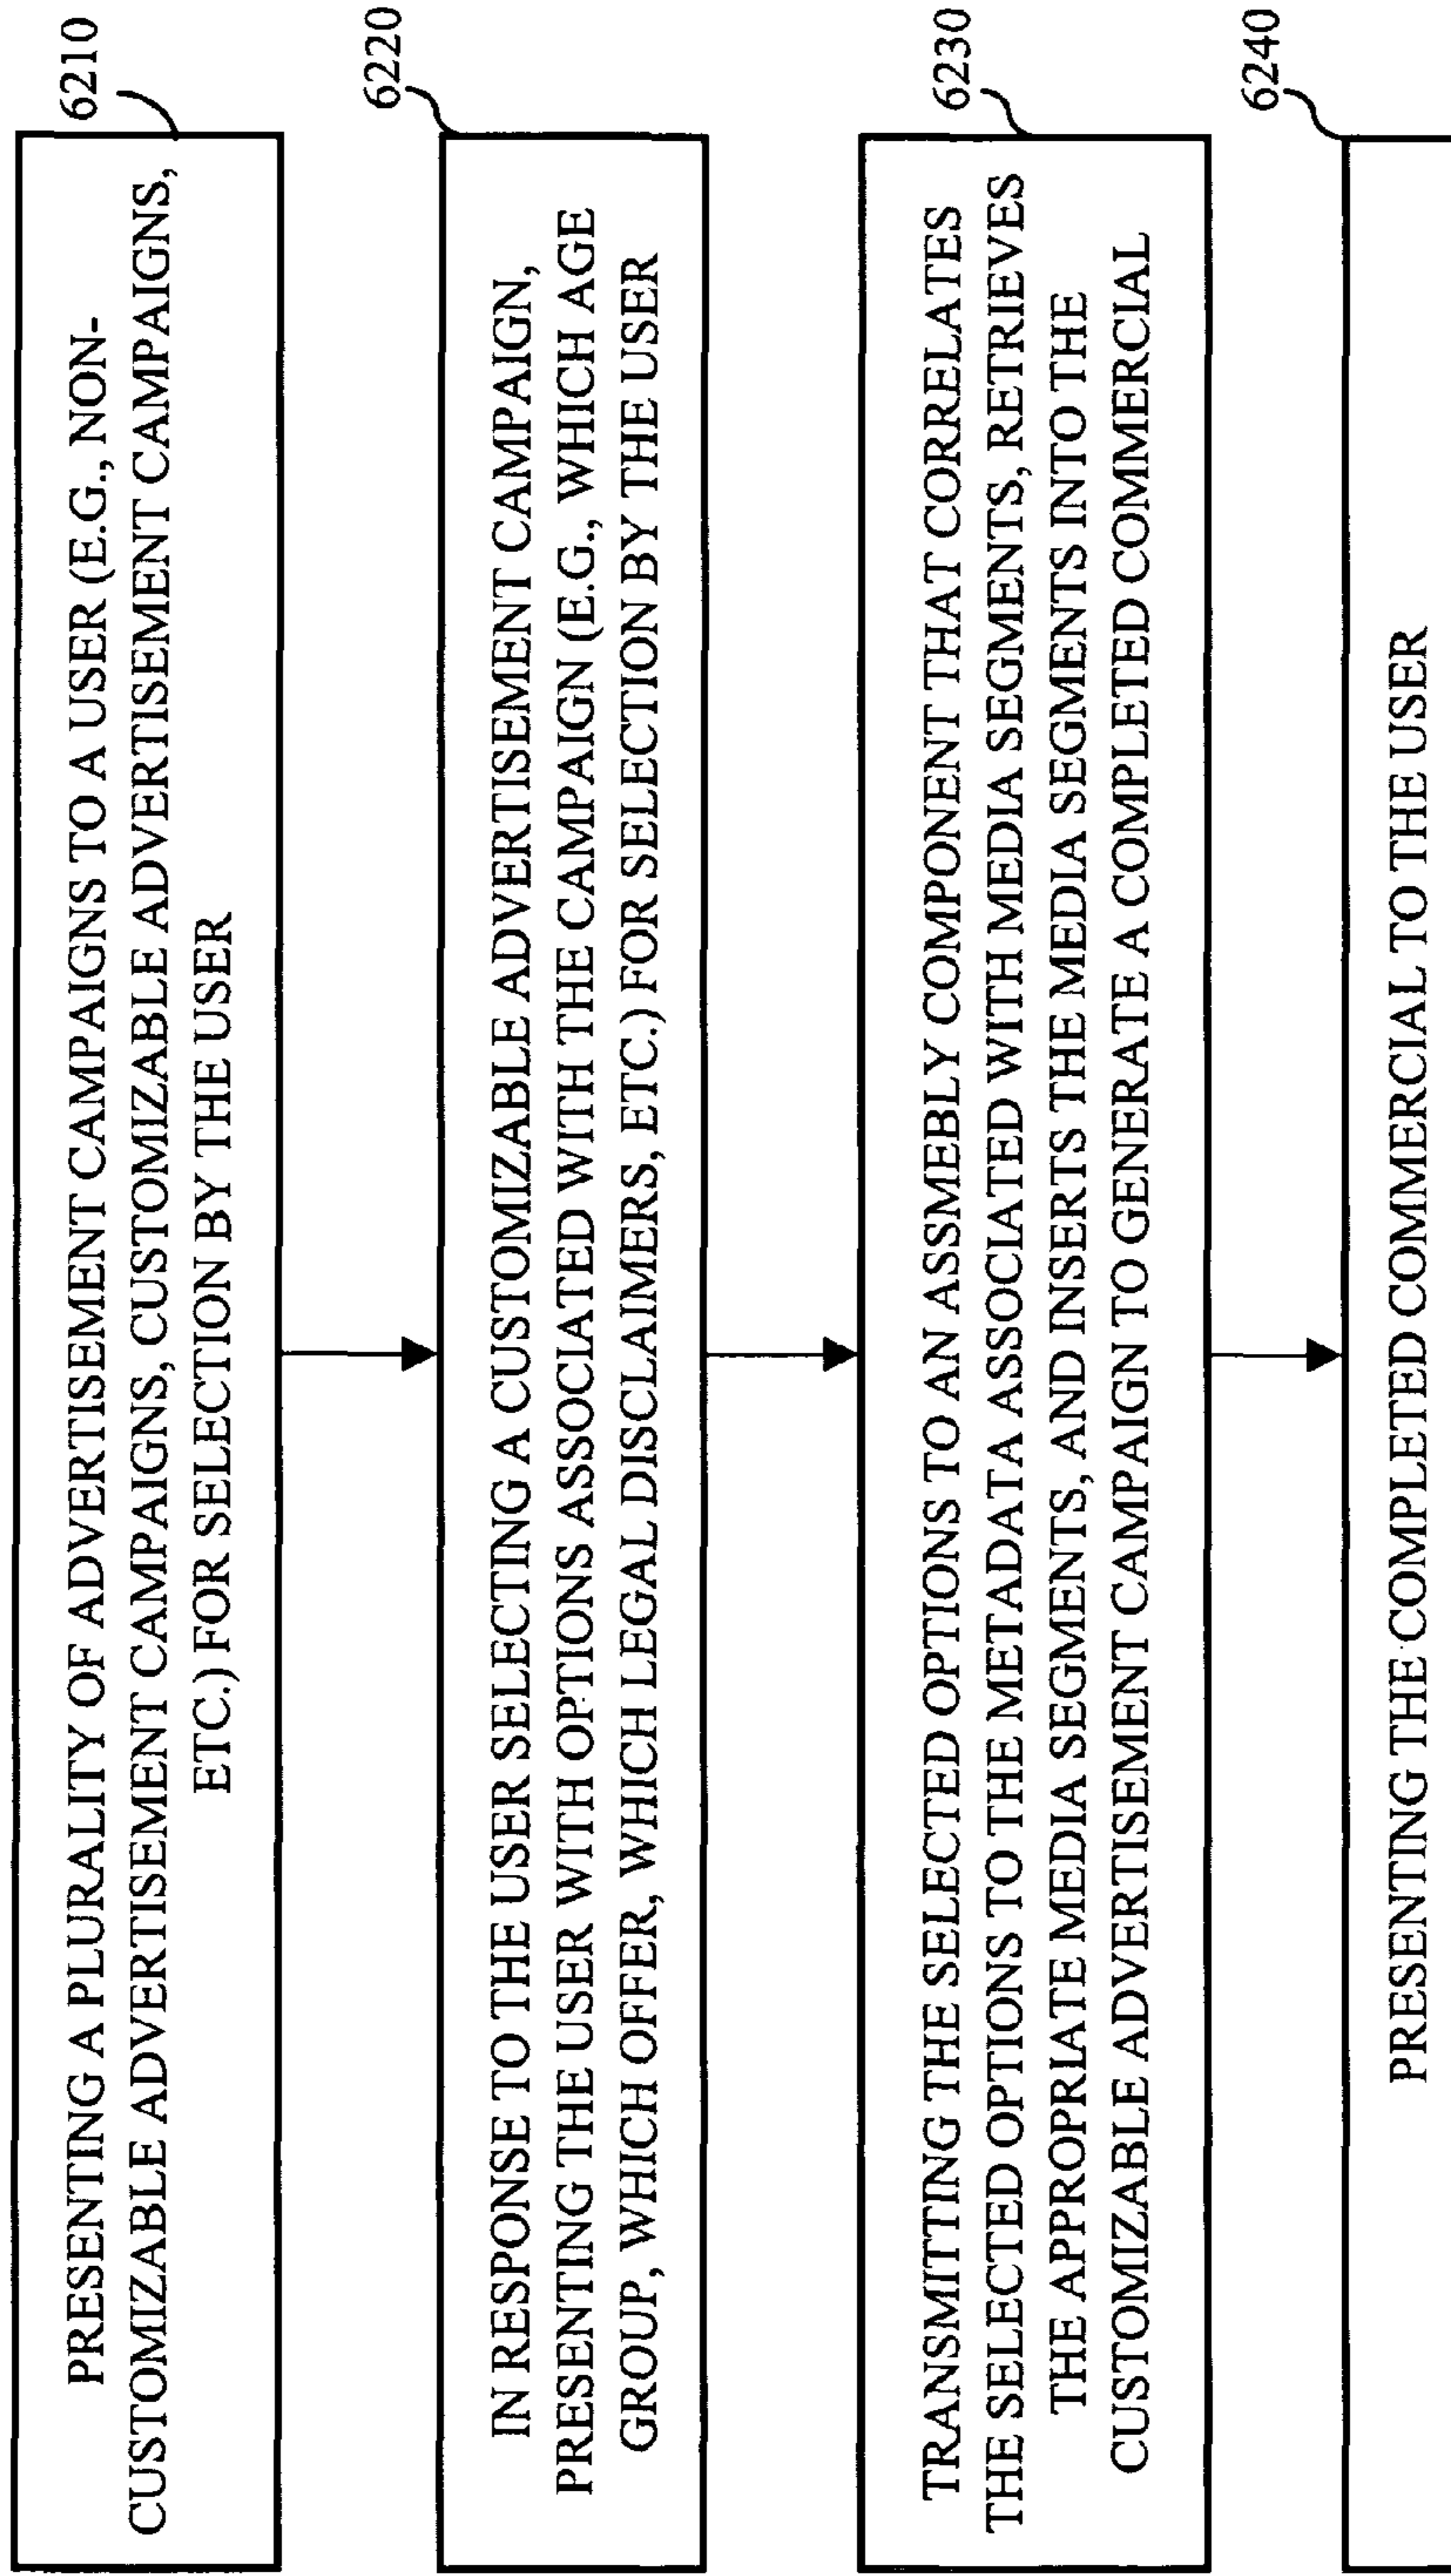 6210
PRESENTING A PLURALITY OF ADVERTISEMENT CAMPAIGNS TO A USER (E.G., NON-
CUSTOMIZABLE ADVERTISEMENT CAMPAIGNS, CUSTOMIZABLE ADVERTISEMENT CAMPAIGNS,
ETC.) FOR SELECTION BY THE USER
6220
IN RESPONSE TO THE USER SELECTING A CUSTOMIZABLE ADVERTISEMENT CAMPAIGN,
PRESENTING THE USER WITH OPTIONS ASSOCIATED WITH THE CAMPAIGN (E.G., WHICH AGE
GROUP, WHICH OFFER, WHICH LEGAL DISCLAIMERS, ETC.) FOR SELECTION BY THE USER
6230
TRANSMITTING THE SELECTED OPTIONS TO AN ASSMEBLY COMPONENT THAT CORRELATES
THE SELECTED OPTIONS TO THE METADATA ASSOCIATED WITH MEDIA SEGMENTS, RETRIEVES
THE APPROPRIATE MEDIA SEGMENTS, AND INSERTS THE MEDIA SEGMENTS INTO THE
CUSTOMIZABLE ADVERTISEMENT CAMPAIGN TO GENERATE A COMPLETED COMMERCIAL
6240
PRESENTING THE COMPLETED COMMERCIAL TO THE USER